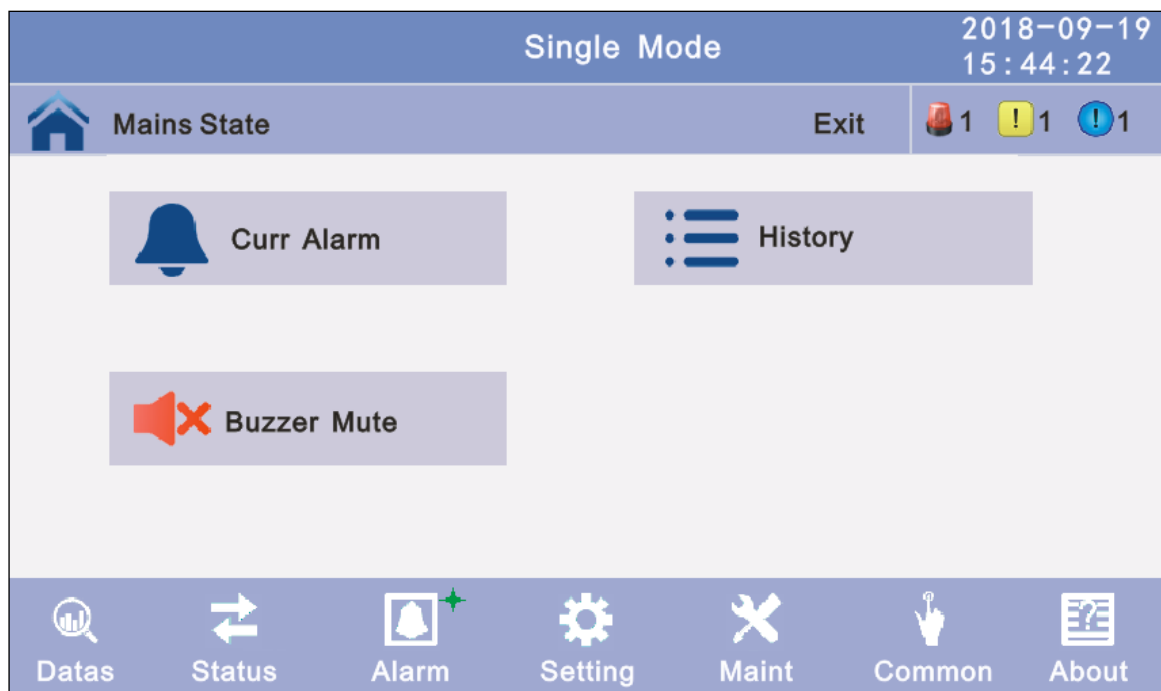 Single Mode
2018-09-19
15:44:22
Mains State
Exit
1
! 1
! 1
Curr Alarm
History
Buzzer Mute
Datas
Status
Alarm
Setting
Maint
Common
About